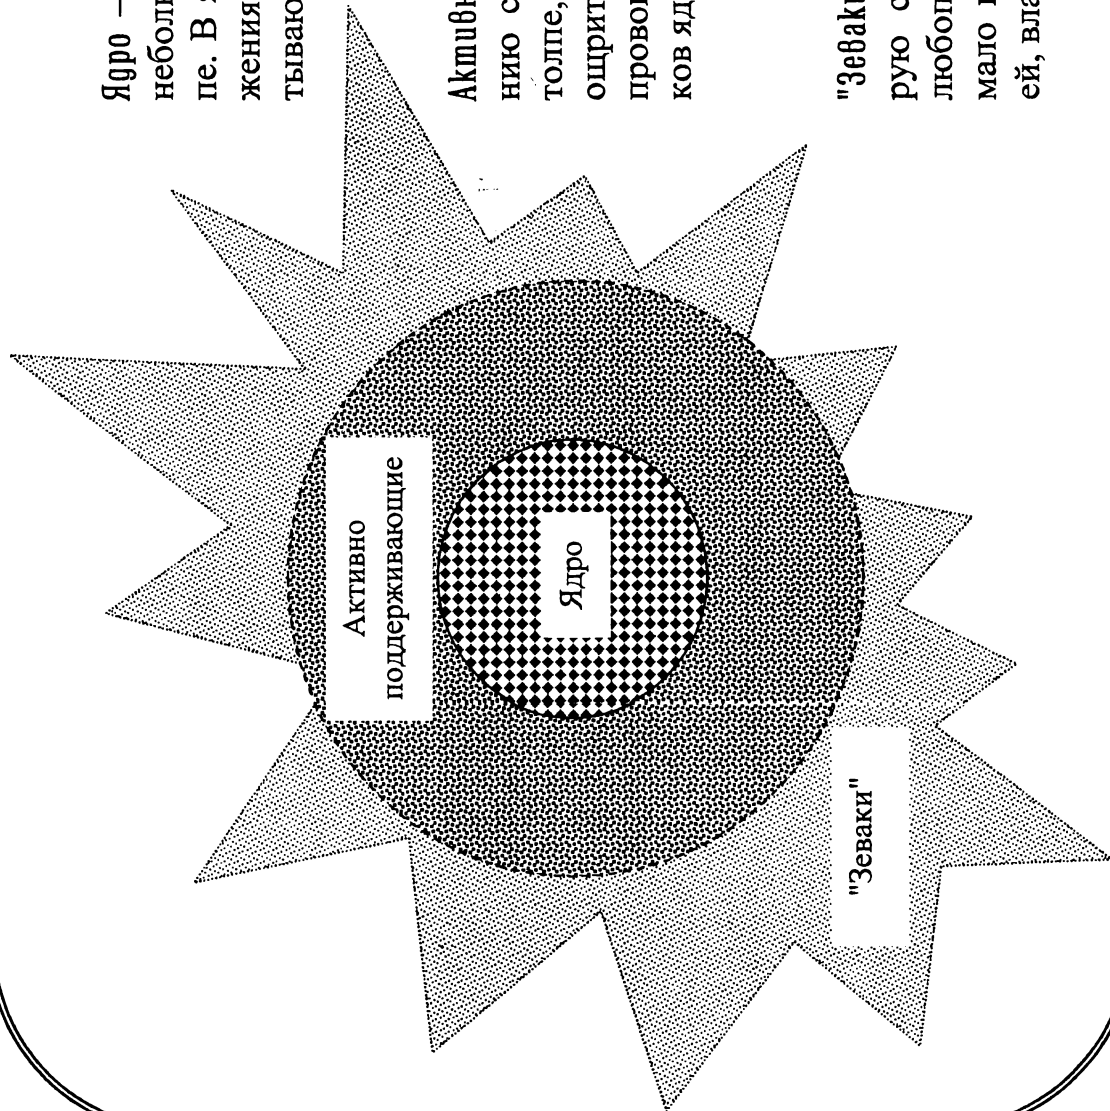 Ядро —
неболь
пе. В я
жения
тываю
Активн
нию с
толпе,
ощрит
провон
ков яд
"Зеваки
рую с
любоп
мало
ей, вла
Активно
поддерживающие
Ядро
"Зеваки"